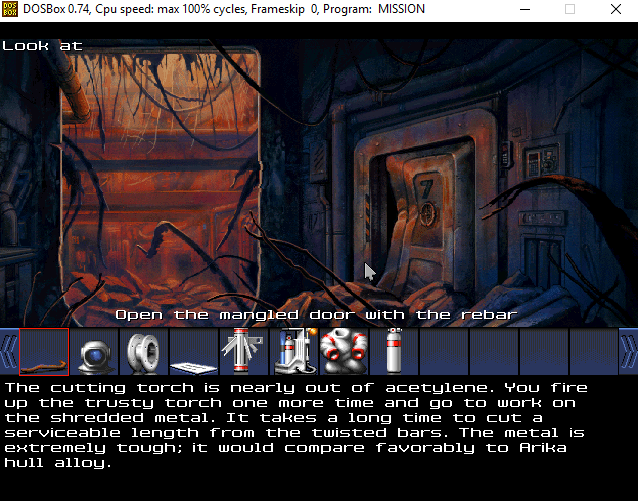 DOS
BOX
DOSBox 0.74, Cpu speed: max 100% cycles, Frameskip 0, Program: MISSION
Look at
7
Open the mangled door with the rebar
The cutting torch is nearly out of acetylene. You fire
up the trusty torch one more time and go to work on
the shredded metal. It takes a long time to cut a
serviceable length from the twisted bars. The metal is
extremely tough; it would compare favorably to Arika
hull alloy.